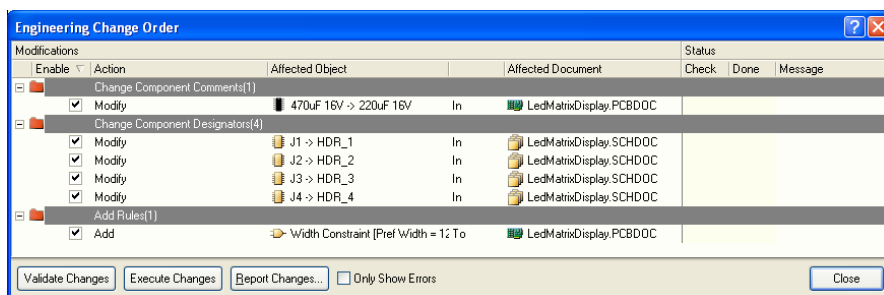 Engineering Change Order
Modifications Status
Enable Action Affected Object Affected Document Check Done Message
Change Component Comments(1)
Modify 470uF 16V -> 220uF 16V In LedMatrixDisplay.PCBDOC
Change Component Designators(4)
Modify J1 -> HDR_1 In LedMatrixDisplay.SCHDOC
Modify J2 -> HDR_2 In LedMatrixDisplay.SCHDOC
Modify J3 -> HDR_3 In LedMatrixDisplay.SCHDOC
Modify J4 -> HDR_4 In LedMatrixDisplay.SCHDOC
Add Rules(1)
Add Width Constraint [Pref Width = 12 To LedMatrixDisplay.PCBDOC
Validate Changes Execute Changes Report Changes... Only Show Errors Close